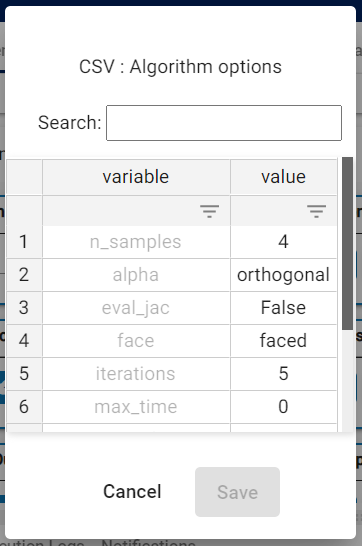 CSV : Algorithm options
Search:
variable value
1 n_samples 4
2 alpha orthogonal
3 eval_jac False
4 face faced
5 iterations 5
6 max_time 0
Cancel Save
Notifications